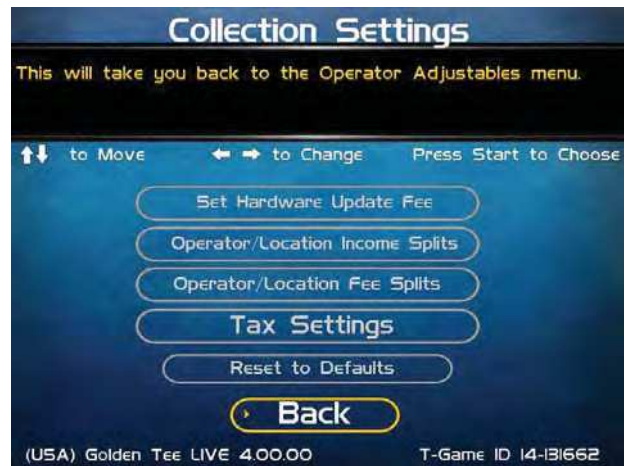 Collection Settings
This will take you back to the Operator Adjustables menu.
to Move to Change Press Start to Choose
Set Hardware Update Fee
Operator/Location Income Splits
Operator/Location Fee Splits
Tax Settings
Reset to Defaults
Back
(USA) Golden Tee LIVE 4.00.00 T-Game ID 14-131662